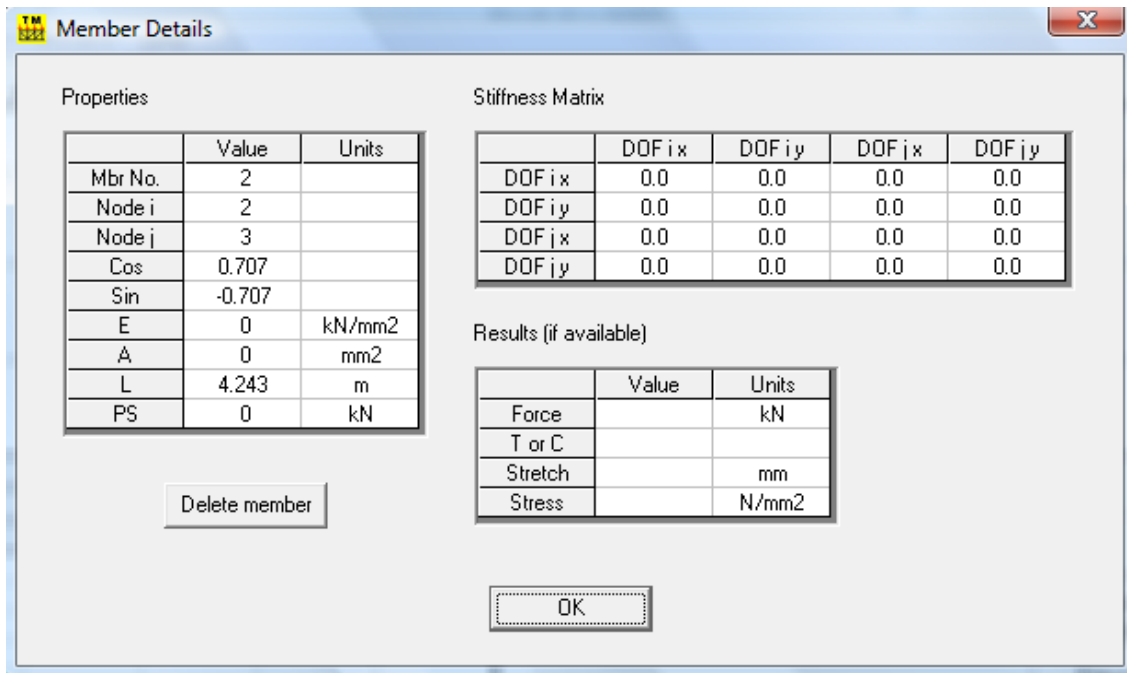 TM Member Details X
Properties
Value Units
Mbr No. 2
Node i 2
Node j 3
Cos 0.707
Sin -0.707
E 0 kN/mm2
A 0 mm2
L 4.243 m
PS 0 kN
Delete member
Stiffness Matrix
DOF i x DOF i y DOF j x DOF j y
DOF i x 0.0 0.0 0.0 0.0
DOF i y 0.0 0.0 0.0 0.0
DOF j x 0.0 0.0 0.0 0.0
DOF j y 0.0 0.0 0.0 0.0
Results (if available)
Value Units
Force kN
T or C
Stretch mm
Stress N/mm2
OK